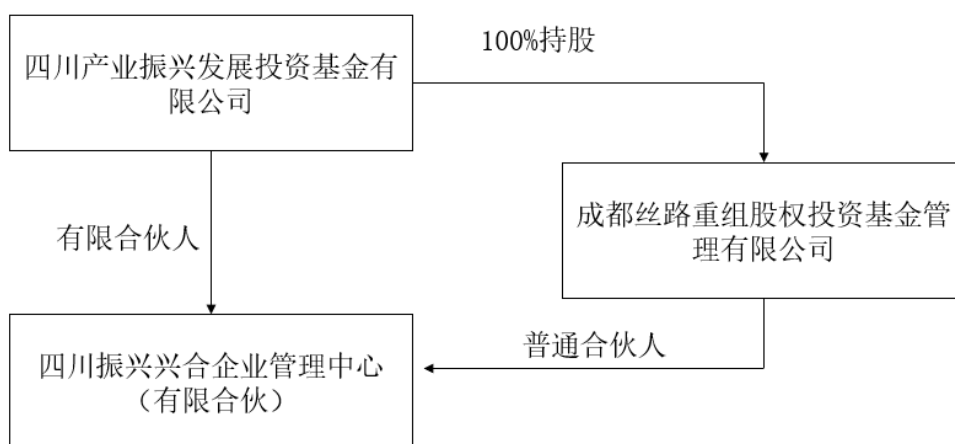 100%持股
四川产业振兴发展投资基金有
限公司
成都丝路重组股权投资基金管
理有限公司
有限合伙人
普通合伙人
四川振兴兴合企业管理中心
（有限合伙）